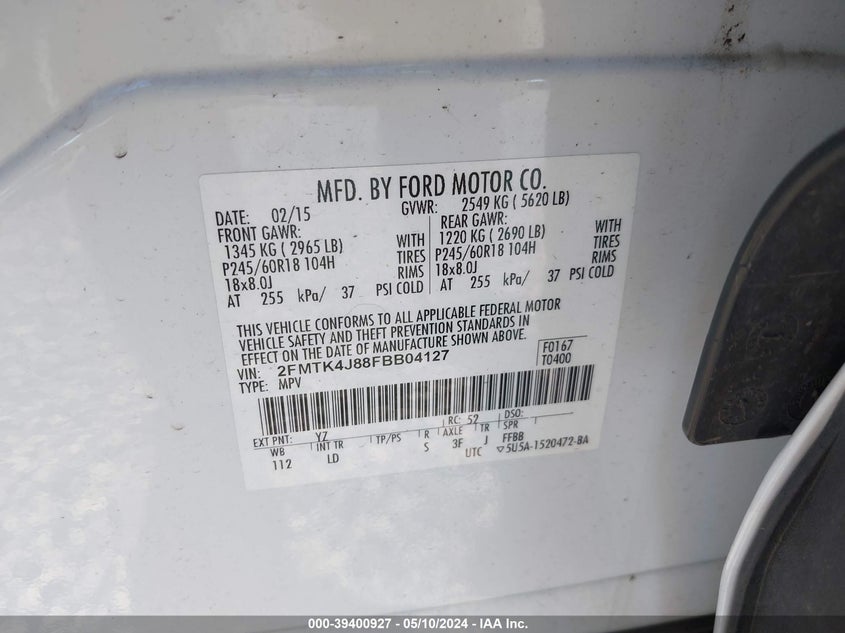 MFD. BY FORD MOTOR CO.
DATE: 02/15 GVWR: 2549 KG ( 5620 LB)
FRONT GAWR: REAR GAWR:
1345 KG ( 2965 LB) WITH 1220 KG ( 2690 LB) WITH
P245/60R18 104H TIRES P245/60R18 104H TIRES
18x8.0J RIMS 18x8.0J RIMS
AT 255 kPa/ 37 PSI COLD AT 255 kPa/ 37 PSI COLD
THIS VEHICLE CONFORMS TO ALL APPLICABLE FEDERAL MOTOR
VEHICLE SAFETY AND THEFT PREVENTION STANDARDS IN
EFFECT ON THE DATE OF MANUFACTURE SHOWN ABOVE.
VIN: 2FMTK4J88FBB04127 F0167
TYPE: MPV T0400
EXT PNT: YZ RC: 52 DSO:
WB INT TR TP/PS R AXLE TR SPR
112 LD S 3F J FFBB
UTC ▽5U5A-1520472-BA
000-39400927 - 05/10/2024 - IAAI.com